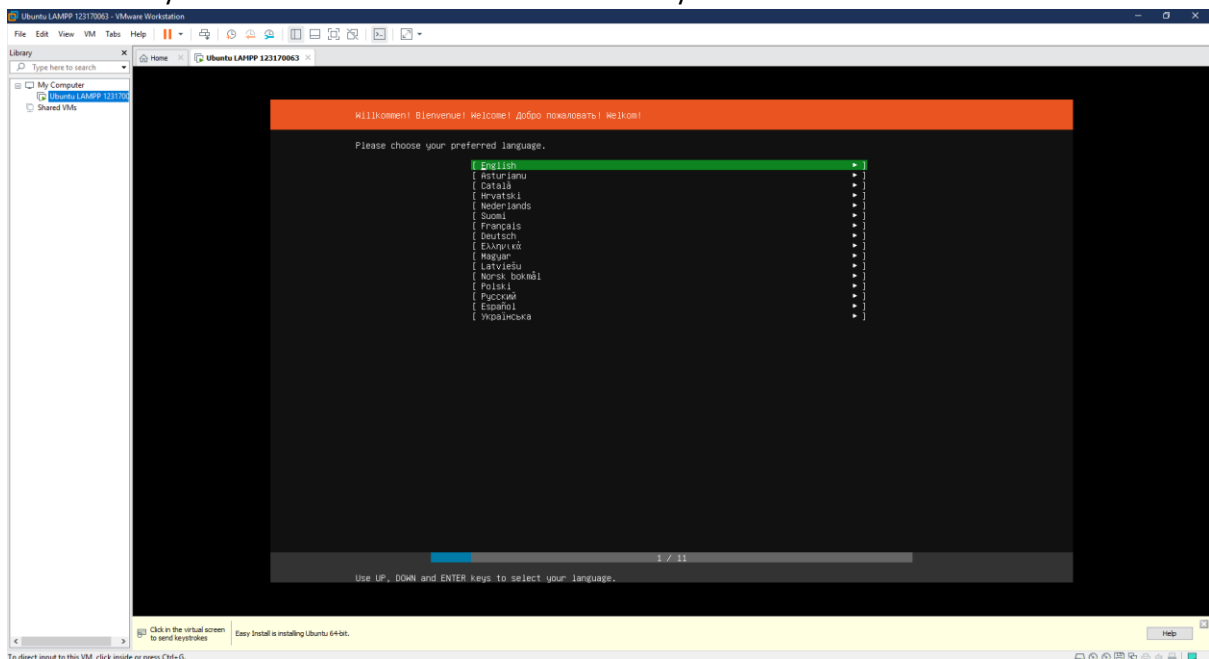 Ubuntu LAMPP 123170063 - VMware Workstation
File Edit View VM Tabs Help
Library
Home
Ubuntu LAMPP 123170063
Type here to search
My Computer
Ubuntu LAMPP 1231700
Shared VMs
Willkommen! Bienvenue! Welcome! Добро пожаловать! Welkom!
Please choose your preferred language.
[ English ► ]
[ Asturianu ► ]
[ Català ► ]
[ Hrvatski ► ]
[ Nederlands ► ]
[ Suomi ► ]
[ Français ► ]
[ Deutsch ► ]
[ Ελληνικά ► ]
[ Magyar ► ]
[ Latviešu ► ]
[ Norsk bokmål ► ]
[ Polski ► ]
[ Русский ► ]
[ Español ► ]
[ Українська ► ]
1 / 11
Use UP, DOWN and ENTER keys to select your language.
Click in the virtual screen
to send keystrokes
Easy Install is installing Ubuntu 64-bit.
Help
To direct input to this VM, click inside or press Ctrl+G.